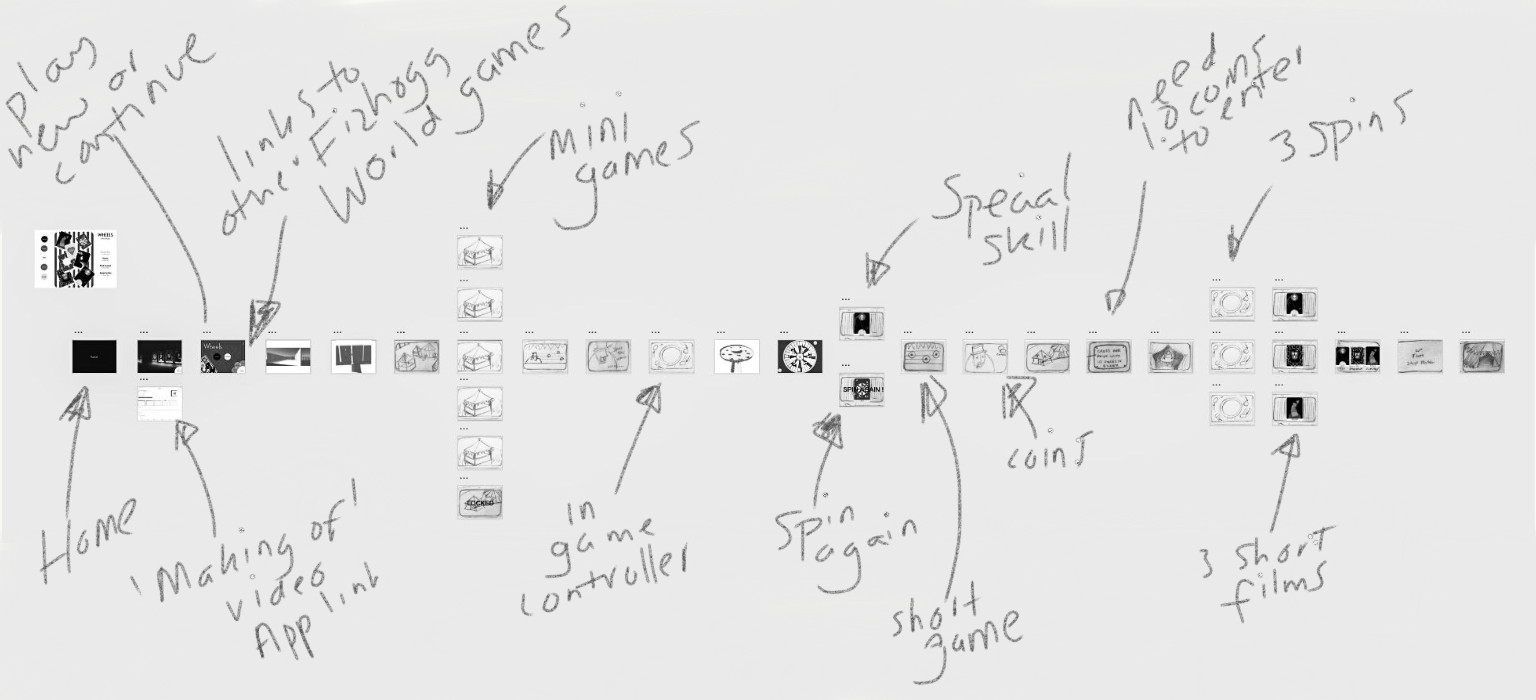 play
new or
continue
links to
other Fizhogg
World games
mini
games
Special
Skill
need
10 coins
to enter
3 Spins
WHEELS
Wheels
LOCKED
SPIN AGAIN!
Home
'Making of'
video
App link
in
game
controller
Spin
again
short
game
coins
3 short
films